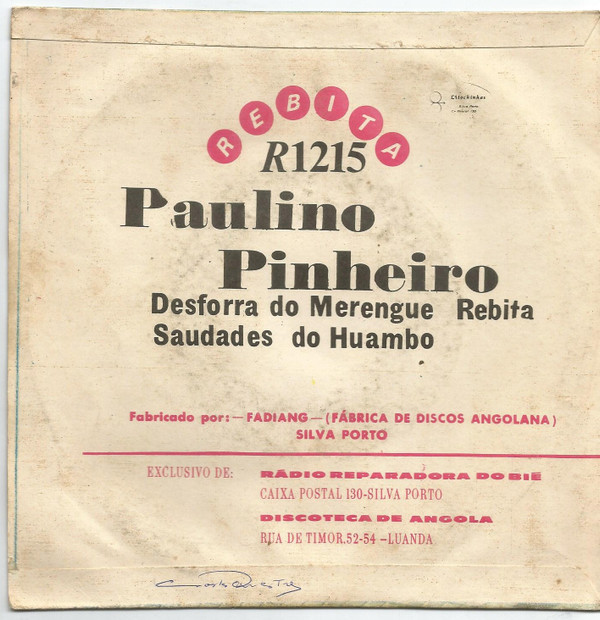 REBITA
R1215
Paulino
Pinheiro
Desforra do Merengue Rebita
Saudades do Huambo
Fabricado por:—FADIANG—(FÁBRICA DE DISCOS ANGOLANA)
SILVA PORTO
EXCLUSIVO DE: RÁDIO REPARADORA DO BIÉ
CAIXA POSTAL 130-SILVA PORTO
DISCOTECA DE ANGOLA
RUA DE TIMOR,52-54 —LUANDA